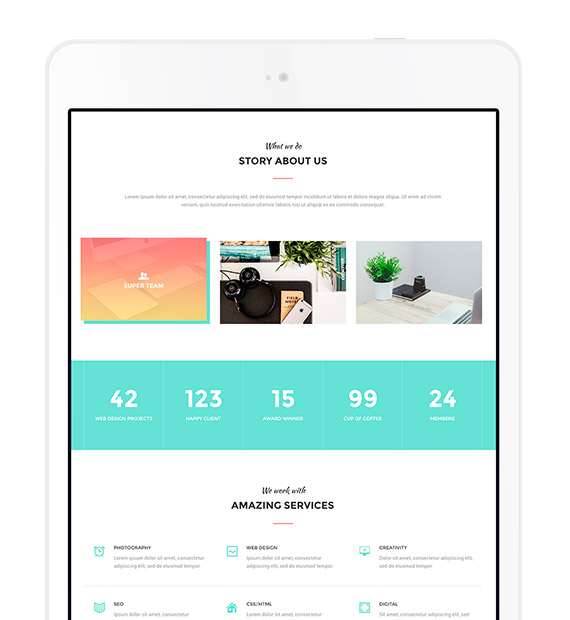 What we do
STORY ABOUT US
Lorem ipsum dolor sit amet, consectetur adipiscing elit, sed do eiusmod tempor incididunt ut labore et dolore magna aliqua. Ut enim ad minim
veniam, quis nostrud exercitation ullamco laboris nisi ut aliquip ex ea commodo consequat.
SUPER TEAM
FIELD NOTES
42 123 15 99 24
WEB DESIGN PROJECTS HAPPY CLIENT AWARD WINNER CUP OF COFFEE MEMBERS
We work with
AMAZING SERVICES
PHOTOGRAPHY WEB DESIGN CREATIVITY
Lorem ipsum dolor sit amet, consectetur Dolor sit amet, consectetur Dolor sit amet, consectetur adipiscing
adipiscing elit, sed do eiusmod tempor. adipiscing elit, sed do eiusmod tempor. elit, sed do eiusmod tempor.
SEO CSS/HTML DIGITAL
Lorem ipsum dolor sit amet, consectetur Dolor sit amet, consectetur Sit amet, consectetur adipiscing elit, sed